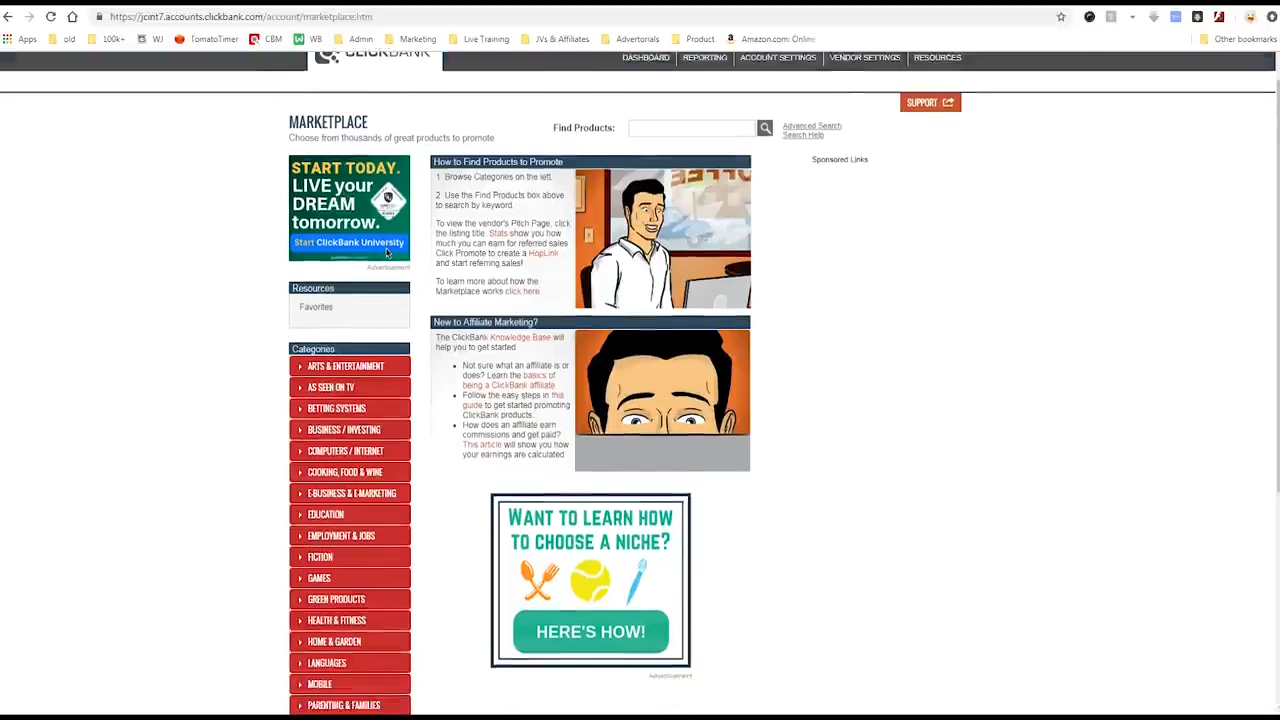 https://jcint7.accounts.clickbank.com/account/marketplace.htm
Apps old 100k+ WJ TomatoTimer CBM WB Admin Marketing Live Training JVs & Affiliates Advertorials Product Amazon.com: Online Other bookmarks
CLICKBANK
DASHBOARD REPORTING ACCOUNT SETTINGS VENDOR SETTINGS RESOURCES
SUPPORT
MARKETPLACE
Choose from thousands of great products to promote
Find Products:
Advanced Search
Search Help
Sponsored Links
START TODAY.
LIVE your
DREAM
tomorrow.
Start ClickBank University
Advertisement
Resources
Favorites
Categories
ARTS & ENTERTAINMENT
AS SEEN ON TV
BETTING SYSTEMS
BUSINESS / INVESTING
COMPUTERS / INTERNET
COOKING, FOOD & WINE
E-BUSINESS & E-MARKETING
EDUCATION
EMPLOYMENT & JOBS
FICTION
GAMES
GREEN PRODUCTS
HEALTH & FITNESS
HOME & GARDEN
LANGUAGES
MOBILE
PARENTING & FAMILIES
How to Find Products to Promote
1 Browse Categories on the left.
2 Use the Find Products box above
to search by keyword.
To view the vendor's Pitch Page, click
the listing title. Stats show you how
much you can earn for referred sales
Click Promote to create a HopLink
and start referring sales!
To learn more about how the
Marketplace works click here.
New to Affiliate Marketing?
The ClickBank Knowledge Base will
help you to get started
Not sure what an affiliate is or
does? Learn the basics of
being a ClickBank affiliate
Follow the easy steps in this
guide to get started promoting
ClickBank products.
How does an affiliate earn
commissions and get paid?
This article will show you how
your earnings are calculated
WANT TO LEARN HOW
TO CHOOSE A NICHE?
HERE'S HOW!
Advertisement